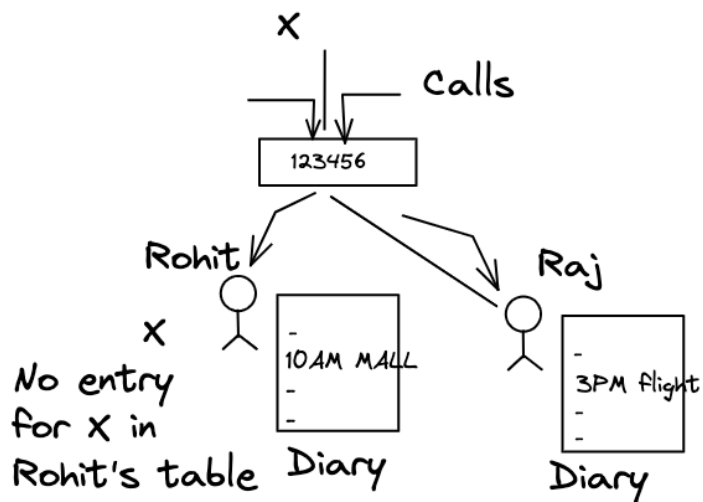 X
Calls
123456
Rohit
Raj
-
10AM MALL
-
-
Diary
X
No entry
for X in
Rohit's table
-
3PM flight
-
-
Diary